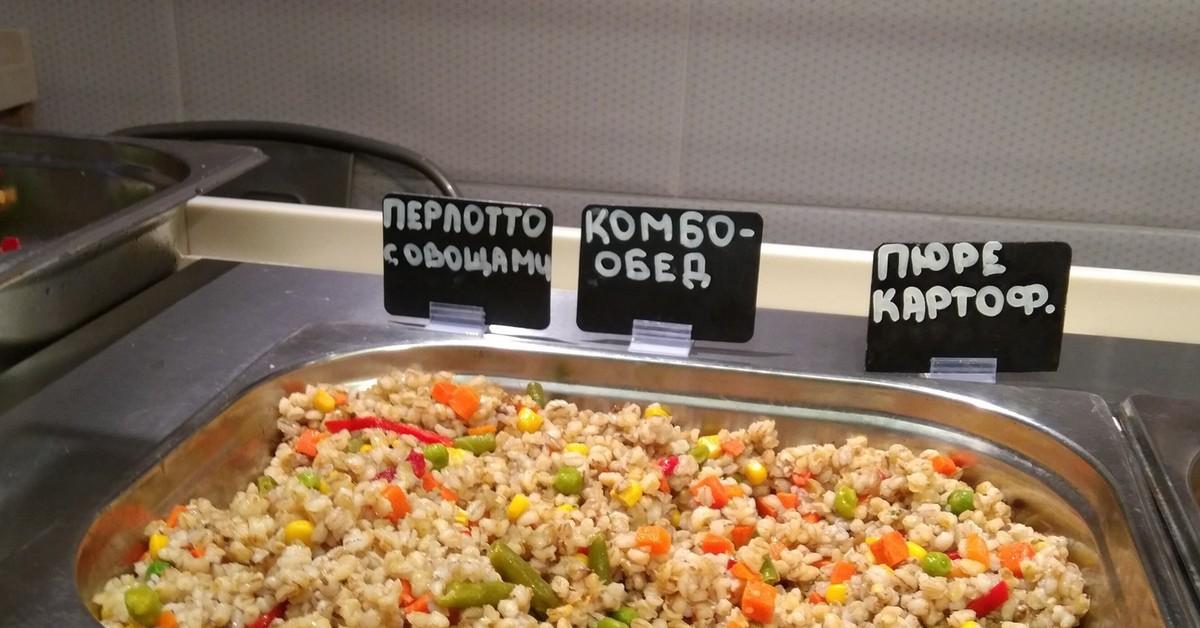 ПЕРЛОТТО
С ОВОЩАМИ
КОМБО-
ОБЕД
ПЮРЕ
КАРТОФ.